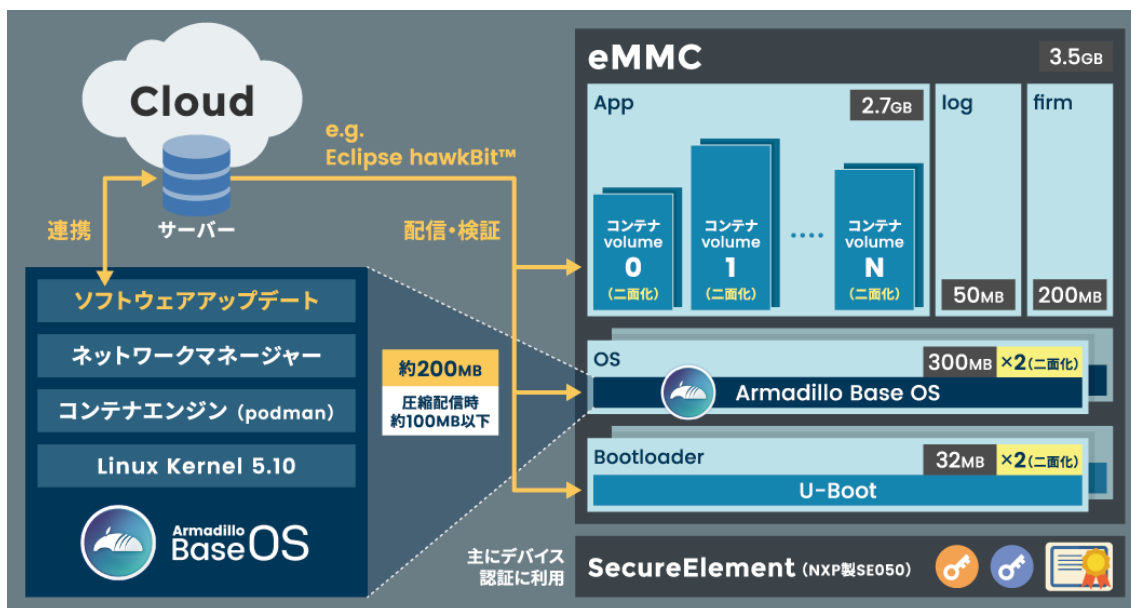 Cloud
サーバー
連携
e.g.
Eclipse hawkBit™
配信・検証
ソフトウェアアップデート
ネットワークマネージャー
コンテナエンジン（podman）
Linux Kernel 5.10
Armadillo
Base OS
約200MB
圧縮配信時
約100MB以下
eMMC
3.5GB
App
2.7GB
コンテナ
volume
0
（二面化）
コンテナ
volume
1
（二面化）
‥‥
コンテナ
volume
N
（二面化）
log
50MB
firm
200MB
OS
300MB ×2（二面化）
Armadillo Base OS
Bootloader
32MB ×2（二面化）
U-Boot
主にデバイス
認証に利用
SecureElement（NXP製SE050）